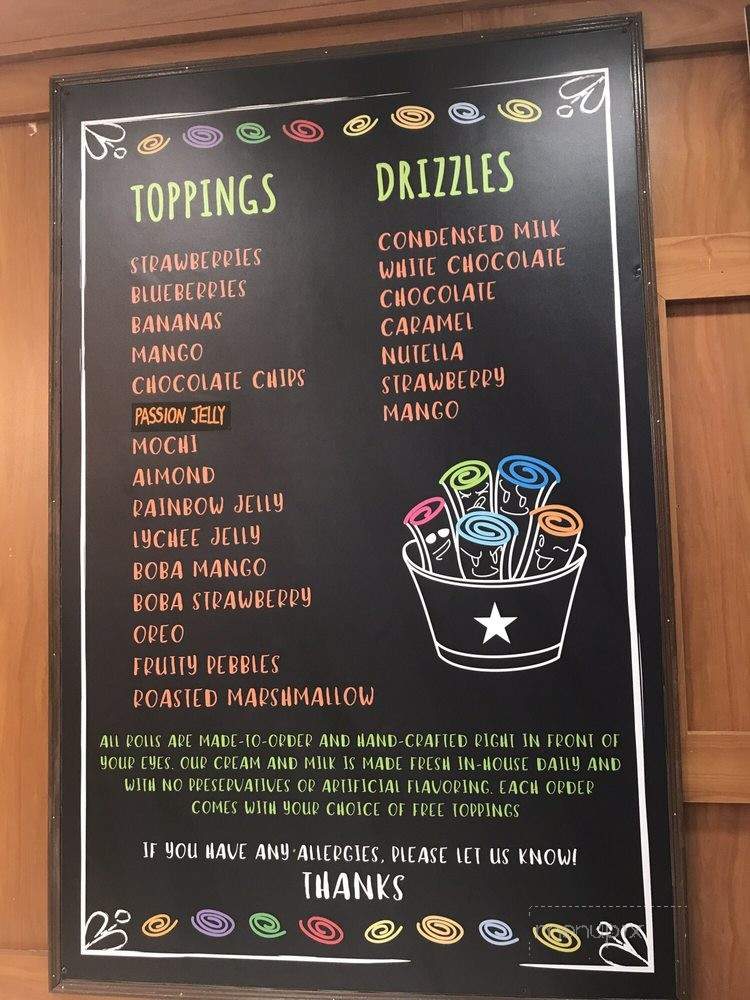 TOPPINGS
STRAWBERRIES
BLUEBERRIES
BANANAS
MANGO
CHOCOLATE CHIPS
PASSION JELLY
MOCHI
ALMOND
RAINBOW JELLY
LYCHEE JELLY
BOBA MANGO
BOBA STRAWBERRY
OREO
FRUITY PEBBLES
ROASTED MARSHMALLOW
DRIZZLES
CONDENSED MILK
WHITE CHOCOLATE
CHOCOLATE
CARAMEL
NUTELLA
STRAWBERRY
MANGO
ALL ROLLS ARE MADE-TO-ORDER AND HAND-CRAFTED RIGHT IN FRONT OF
YOUR EYES. OUR CREAM AND MILK IS MADE FRESH IN-HOUSE DAILY AND
WITH NO PRESERVATIVES OR ARTIFICIAL FLAVORING. EACH ORDER
COMES WITH YOUR CHOICE OF FREE TOPPINGS
IF YOU HAVE ANY ALLERGIES, PLEASE LET US KNOW!
THANKS